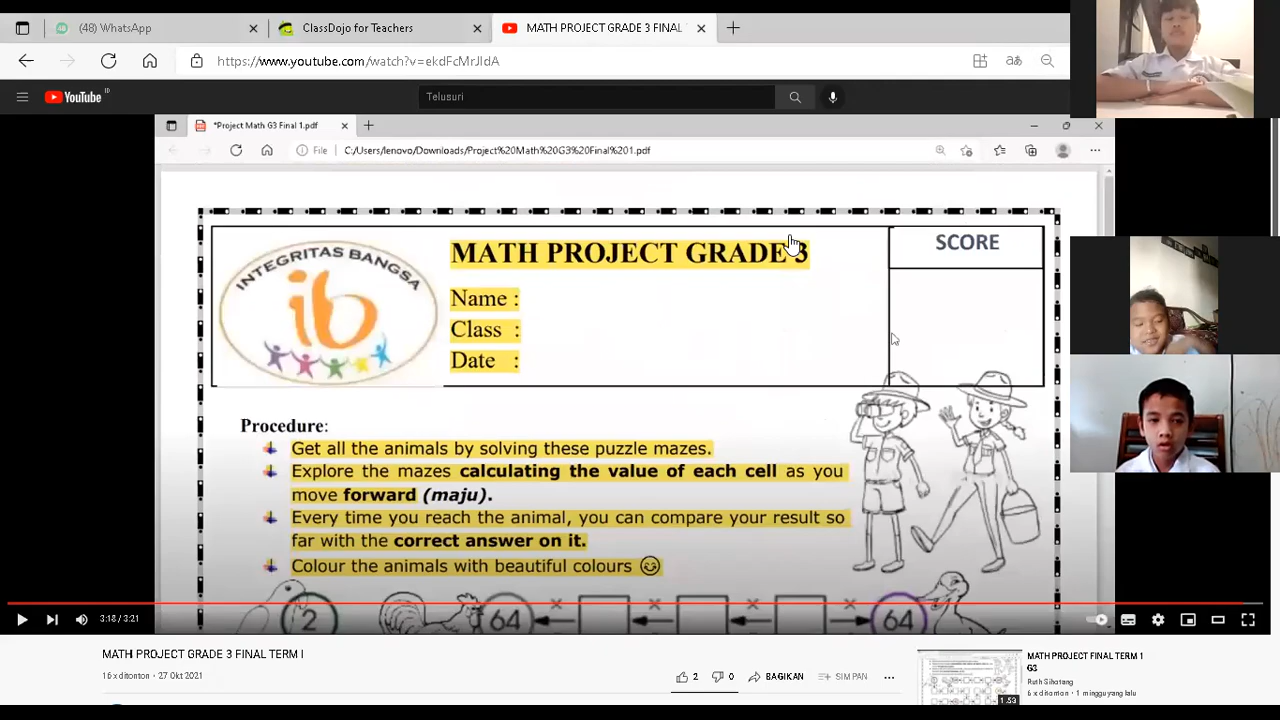 (48) WhatsApp
ClassDojo for Teachers
MATH PROJECT GRADE 3 FINAL
https://www.youtube.com/watch?v=ekdFcMrJIdA
YouTube ID
Telusuri
*Project Math G3 Final 1.pdf
File
C:/Users/lenovo/Downloads/Project%20Math%20G3%20Final%201.pdf
INTEGRITAS BANGSA
ib
MATH PROJECT GRADE 3
SCORE
Name :
Class :
Date :
Procedure:
Get all the animals by solving these puzzle mazes.
Explore the mazes calculating the value of each cell as you
move forward (maju).
Every time you reach the animal, you can compare your result so
far with the correct answer on it.
Colour the animals with beautiful colours
2
64
×
×
×
×
64
3:18 / 3:21
MATH PROJECT GRADE 3 FINAL TERM I
16 x ditonton • 27 Okt 2021
2
0
BAGIKAN
SIMPAN
MATH PROJECT FINAL TERM 1
G3
Ruth Sihotang
6 x ditonton • 1 minggu yang lalu
1:53